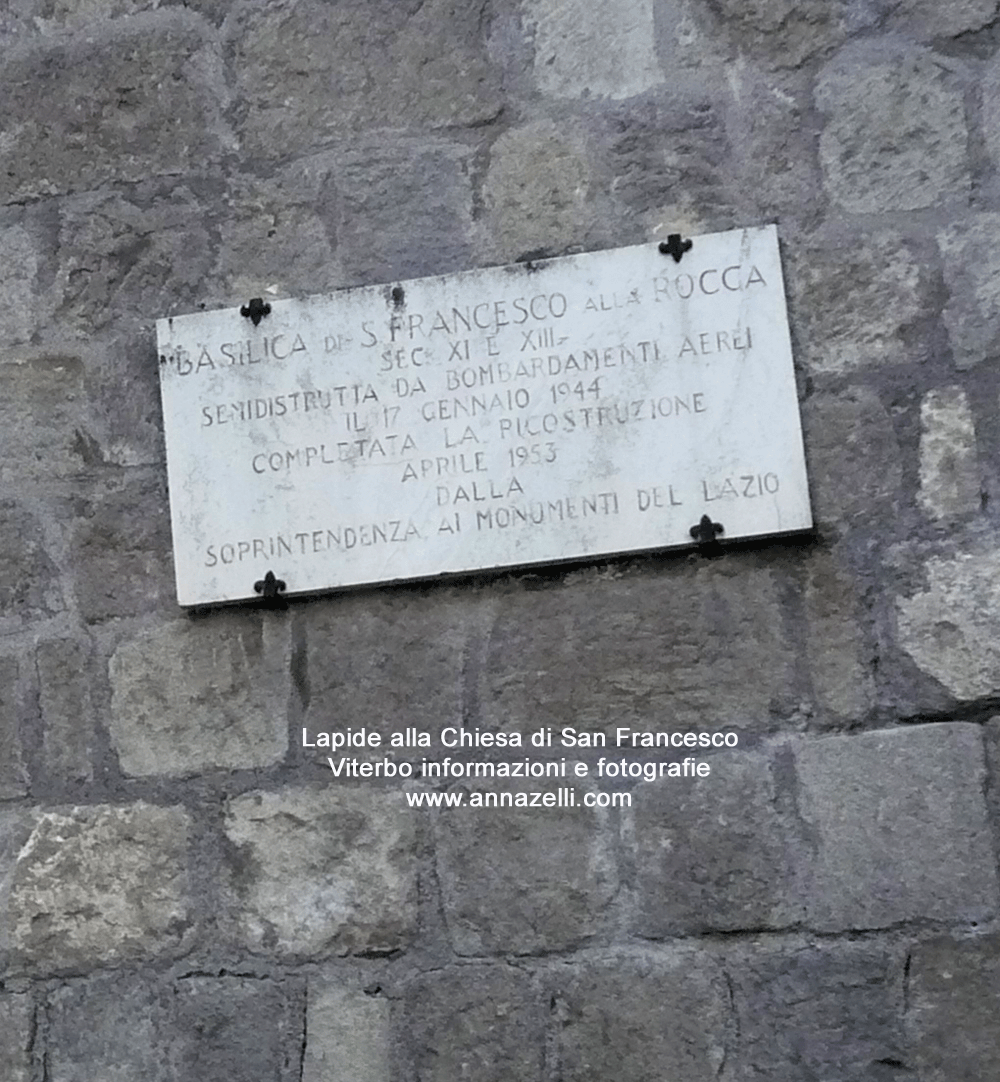 BASILICA DI S. FRANCESCO ALLA ROCCA
SEC. XI E XIII-
SEMIDISTRUTTA DA BOMBARDAMENTI AEREI
IL 17 GENNAIO 1944
COMPLETATA LA RICOSTRUZIONE
APRILE 1953
DALLA
SOPRINTENDENZA AI MONUMENTI DEL LAZIO
Lapide alla Chiesa di San Francesco
Viterbo informazioni e fotografie
www.annazelli.com